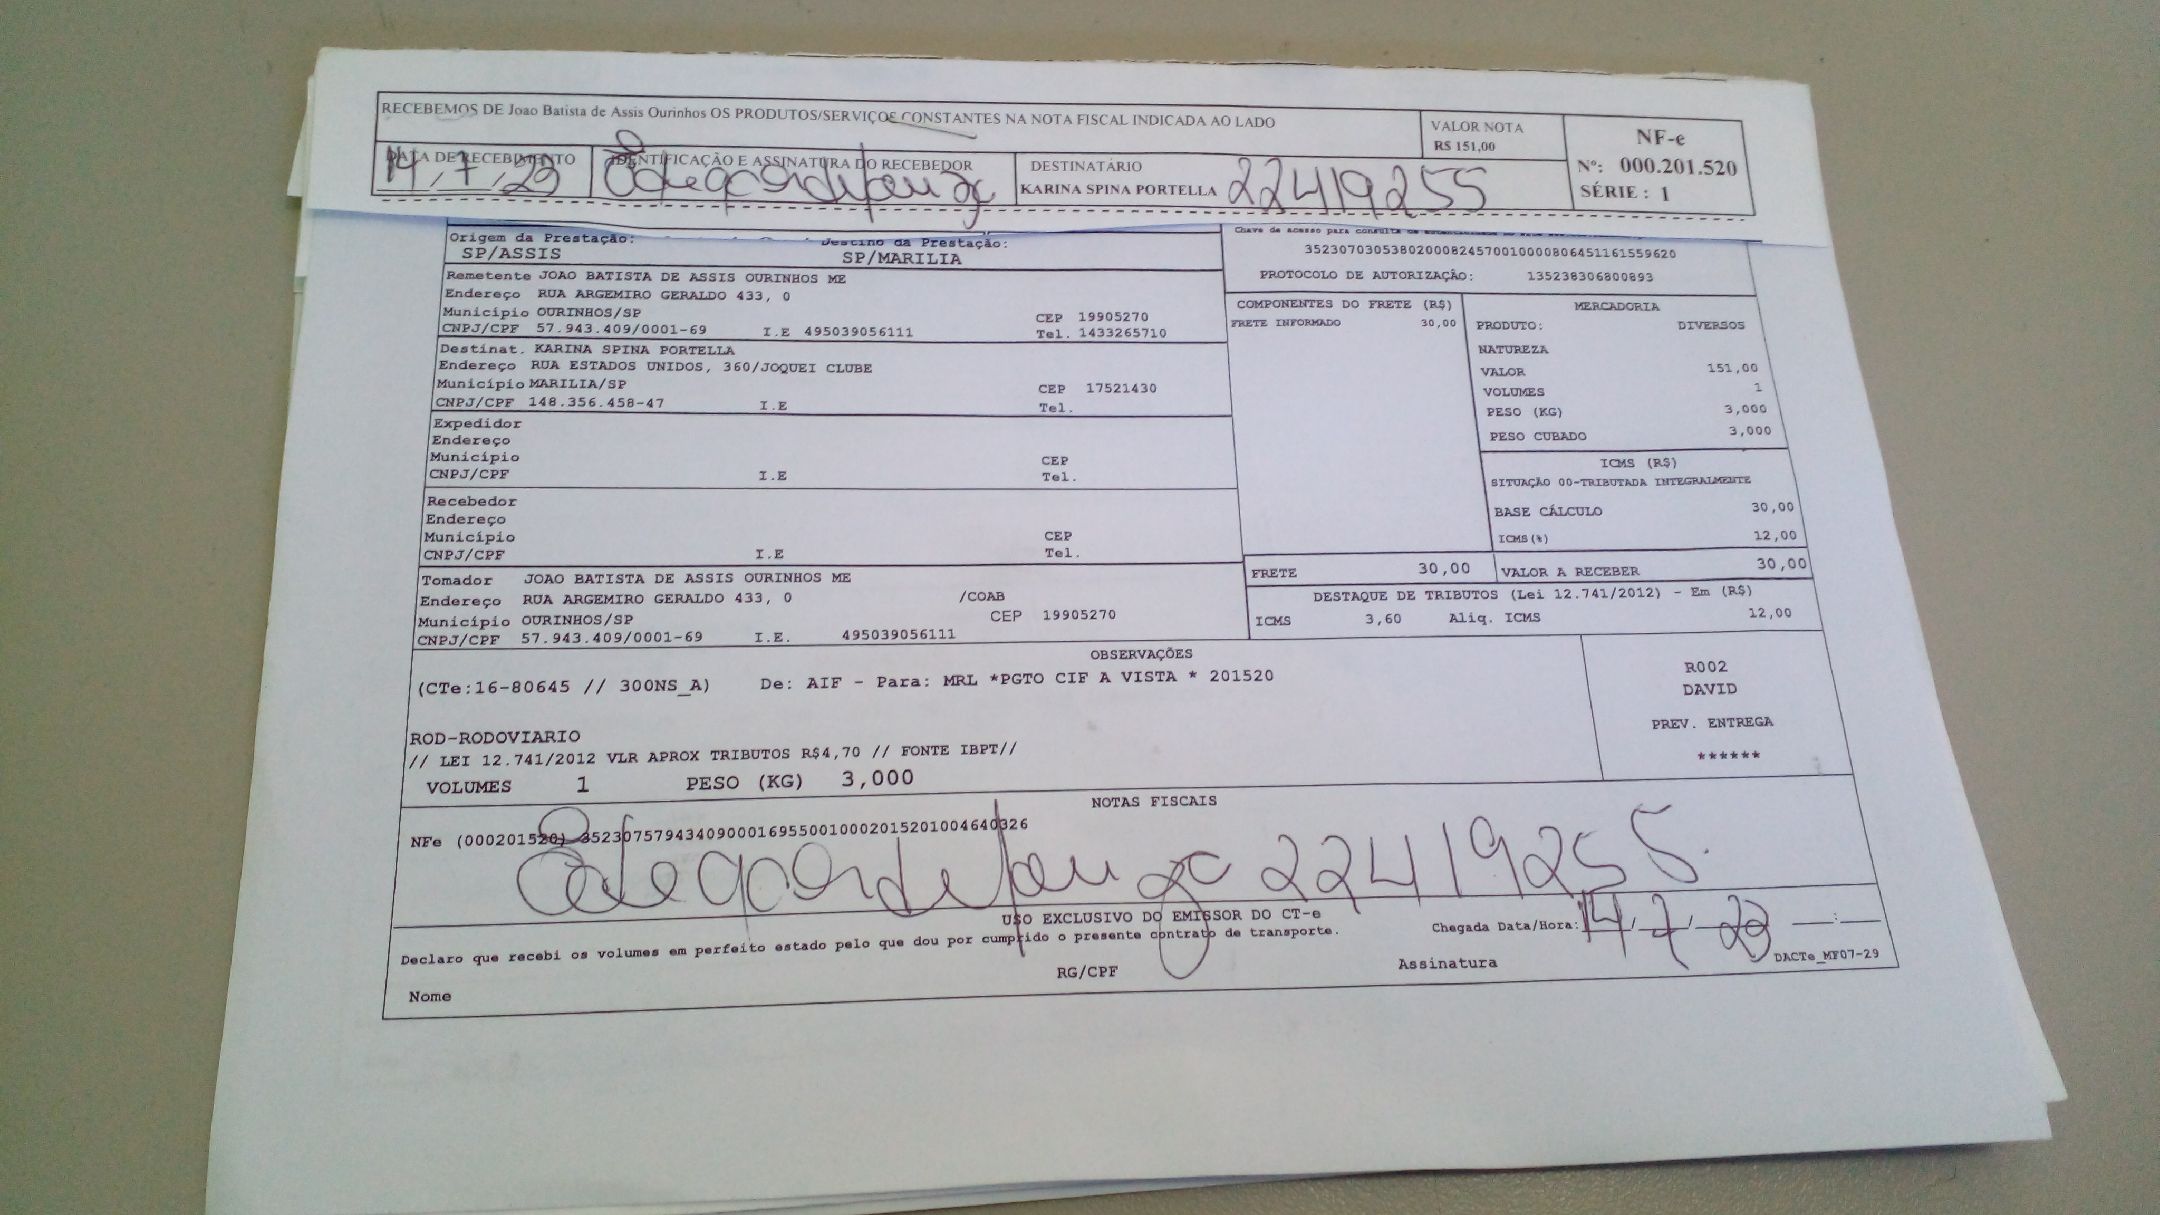 RECEBEMOS DE Joao Batista de Assis Ourinhos OS PRODUTOS/SERVIÇOS CONSTANTES NA NOTA FISCAL INDICADA AO LADO
VALOR NOTA
R$ 151,00
NF-e
Nº: 000.201.520
SÉRIE : 1
DATA DE RECEBIMENTO
14/7/23
IDENTIFICAÇÃO E ASSINATURA DO RECEBEDOR
DESTINATÁRIO
KARINA SPINA PORTELLA
22419255
Origem da Prestação: Destino da Prestação:
SP/ASSIS SP/MARILIA
Chave de acesso para consulta de
35230703053802000824570010000806451161559620
PROTOCOLO DE AUTORIZAÇÃO: 135238306800893
Remetente JOAO BATISTA DE ASSIS OURINHOS ME
Endereço RUA ARGEMIRO GERALDO 433, 0
Município OURINHOS/SP CEP 19905270
CNPJ/CPF 57.943.409/0001-69 I.E 495039056111 Tel. 1433265710
Destinat. KARINA SPINA PORTELLA
Endereço RUA ESTADOS UNIDOS, 360/JOQUEI CLUBE
Município MARILIA/SP CEP 17521430
CNPJ/CPF 148.356.458-47 I.E Tel.
Expedidor
Endereço
Município CEP
CNPJ/CPF I.E Tel.
Recebedor
Endereço
Município CEP
CNPJ/CPF I.E Tel.
Tomador JOAO BATISTA DE ASSIS OURINHOS ME
Endereço RUA ARGEMIRO GERALDO 433, 0 /COAB
Município OURINHOS/SP CEP 19905270
CNPJ/CPF 57.943.409/0001-69 I.E. 495039056111
COMPONENTES DO FRETE (R$)
FRETE INFORMADO 30,00
MERCADORIA
PRODUTO: DIVERSOS
NATUREZA
VALOR 151,00
VOLUMES 1
PESO (KG) 3,000
PESO CUBADO 3,000
ICMS (R$)
SITUAÇÃO 00-TRIBUTADA INTEGRALMENTE
BASE CÁLCULO 30,00
ICMS(%) 12,00
FRETE 30,00 VALOR A RECEBER 30,00
DESTAQUE DE TRIBUTOS (Lei 12.741/2012) - Em (R$)
ICMS 3,60 Aliq. ICMS 12,00
OBSERVAÇÕES
(CTe:16-80645 // 300NS_A) De: AIF - Para: MRL *PGTO CIF A VISTA * 201520
ROD-RODOVIARIO
// LEI 12.741/2012 VLR APROX TRIBUTOS R$4,70 // FONTE IBPT//
VOLUMES 1 PESO (KG) 3,000
R002
DAVID
PREV. ENTREGA
******
NOTAS FISCAIS
NFe (000201520) 35230757943409000169550010002015201004640326
22419255
USO EXCLUSIVO DO EMISSOR DO CT-e
Chegada Data/Hora: 14/7/23 __:__
Declaro que recebi os volumes em perfeito estado pelo que dou por cumprido o presente contrato de transporte.
Nome RG/CPF Assinatura DACTe_MF07-29